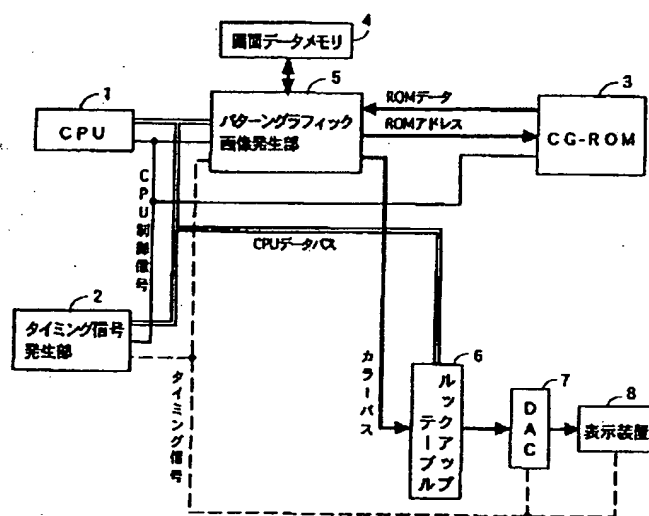 4
画面データメモリ
1
5
3
CPU
パターングラフィック
画像発生部
ROMデータ
ROMアドレス
CG-ROM
CPU制御信号
CPUデータバス
2
タイミング信号
発生部
タイミング信号
カラーバス
6
ルックアップ
テーブル
7
DAC
8
表示装置